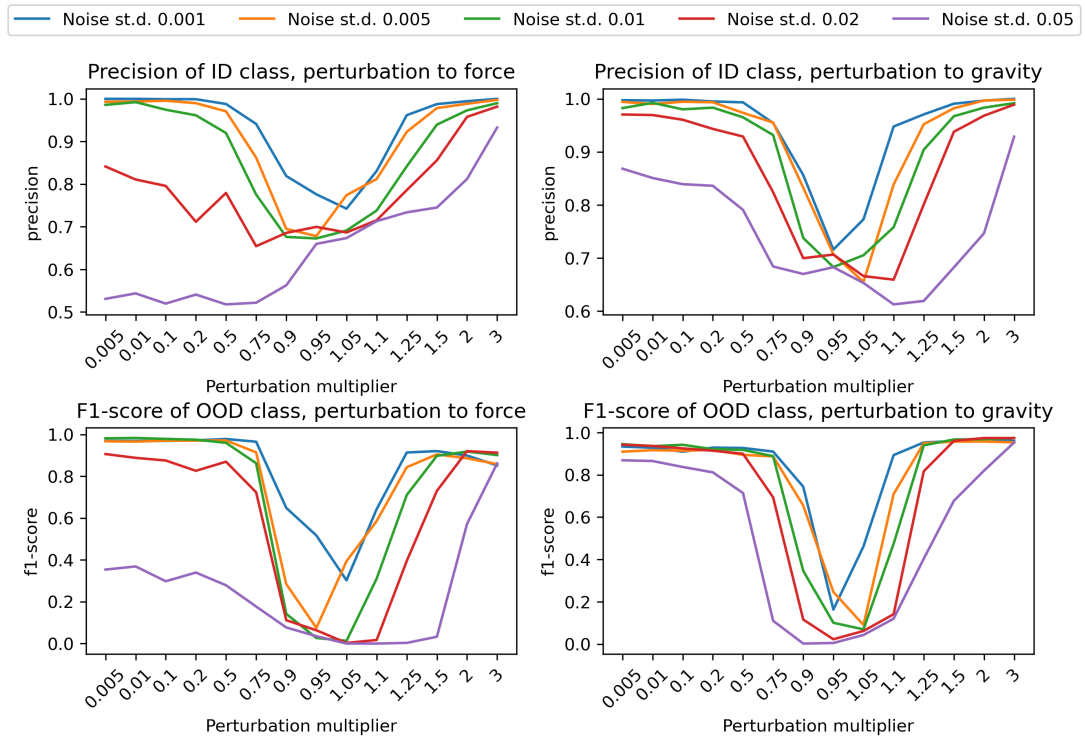 Noise st.d. 0.001 Noise st.d. 0.005 Noise st.d. 0.01 Noise st.d. 0.02 Noise st.d. 0.05
Precision of ID class, perturbation to force
1.0
0.9
0.8
0.7
0.6
0.5
precision
0.005 0.01 0.1 0.2 0.5 0.75 0.9 0.95 1.05 1.1 1.25 1.5 2 3
Perturbation multiplier
Precision of ID class, perturbation to gravity
1.0
0.9
0.8
0.7
0.6
precision
0.005 0.01 0.1 0.2 0.5 0.75 0.9 0.95 1.05 1.1 1.25 1.5 2 3
Perturbation multiplier
F1-score of OOD class, perturbation to force
1.0
0.8
0.6
0.4
0.2
0.0
f1-score
0.005 0.01 0.1 0.2 0.5 0.75 0.9 0.95 1.05 1.1 1.25 1.5 2 3
Perturbation multiplier
F1-score of OOD class, perturbation to gravity
1.0
0.8
0.6
0.4
0.2
0.0
f1-score
0.005 0.01 0.1 0.2 0.5 0.75 0.9 0.95 1.05 1.1 1.25 1.5 2 3
Perturbation multiplier